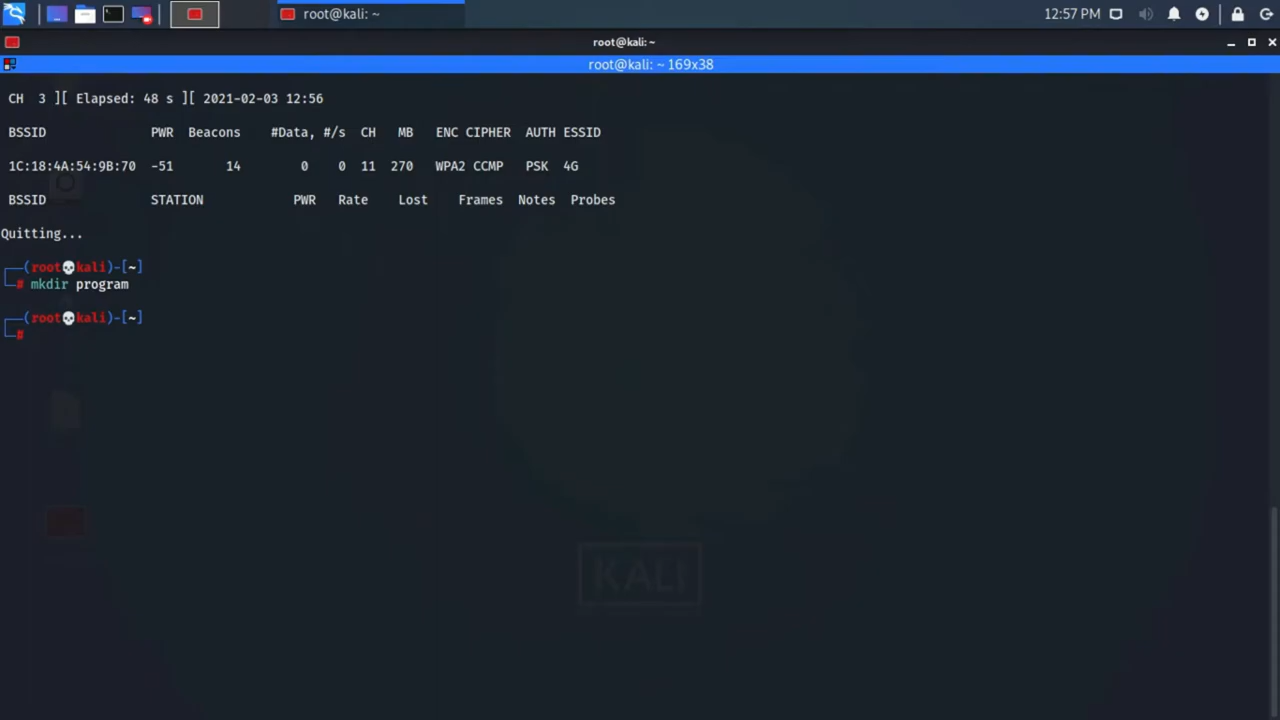 root@kali: ~
12:57 PM
root@kali:~
root@kali: ~ 169x38
CH 3 ][ Elapsed: 48 s ][ 2021-02-03 12:56
BSSID PWR Beacons #Data, #/s CH MB ENC CIPHER AUTH ESSID
1C:18:4A:54:9B:70 -51 14 0 0 11 270 WPA2 CCMP PSK 4G
BSSID STATION PWR Rate Lost Frames Notes Probes
Quitting...
┌──(root💀kali)-[~]
└─# mkdir program
┌──(root💀kali)-[~]
└─#
KALI